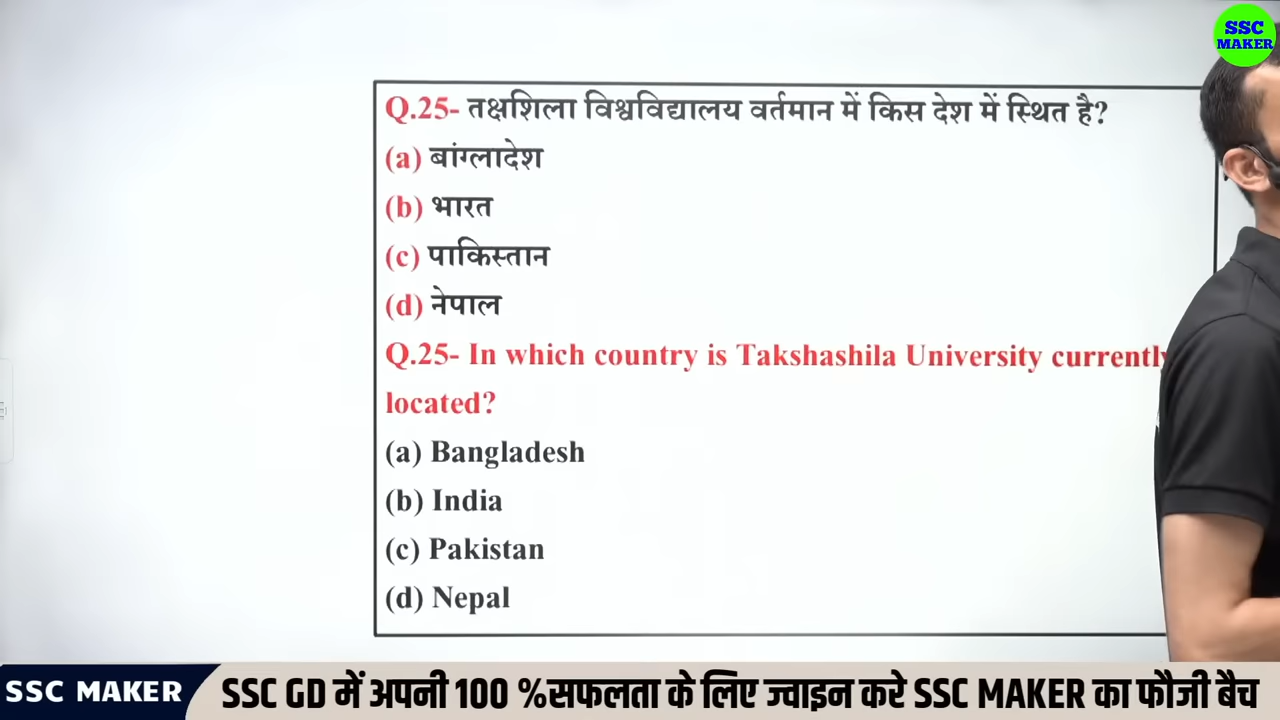 SSC
MAKER
Q.25- तक्षशिला विश्वविद्यालय वर्तमान में किस देश में स्थित है?
(a) बांग्लादेश
(b) भारत
(c) पाकिस्तान
(d) नेपाल
Q.25- In which country is Takshashila University currently
located?
(a) Bangladesh
(b) India
(c) Pakistan
(d) Nepal
SSC MAKER
SSC GD में अपनी 100 %सफलता के लिए ज्वाइन करे SSC MAKER का फौजी बैच